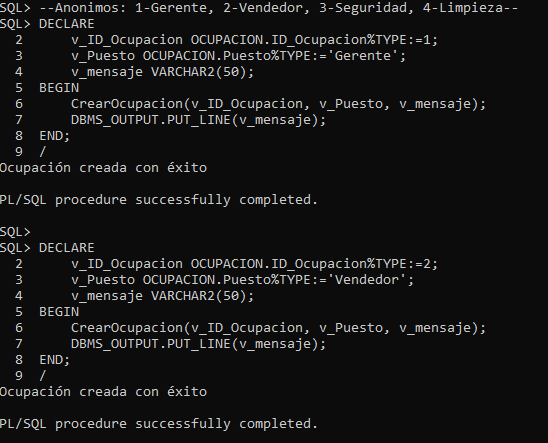 SQL> --Anonimos: 1-Gerente, 2-Vendedor, 3-Seguridad, 4-Limpieza--
SQL> DECLARE
  2      v_ID_Ocupacion OCUPACION.ID_Ocupacion%TYPE:=1;
  3      v_Puesto OCUPACION.Puesto%TYPE:='Gerente';
  4      v_mensaje VARCHAR2(50);
  5  BEGIN
  6      CrearOcupacion(v_ID_Ocupacion, v_Puesto, v_mensaje);
  7      DBMS_OUTPUT.PUT_LINE(v_mensaje);
  8  END;
  9  /
Ocupación creada con éxito

PL/SQL procedure successfully completed.

SQL>
SQL> DECLARE
  2      v_ID_Ocupacion OCUPACION.ID_Ocupacion%TYPE:=2;
  3      v_Puesto OCUPACION.Puesto%TYPE:='Vendedor';
  4      v_mensaje VARCHAR2(50);
  5  BEGIN
  6      CrearOcupacion(v_ID_Ocupacion, v_Puesto, v_mensaje);
  7      DBMS_OUTPUT.PUT_LINE(v_mensaje);
  8  END;
  9  /
Ocupación creada con éxito

PL/SQL procedure successfully completed.